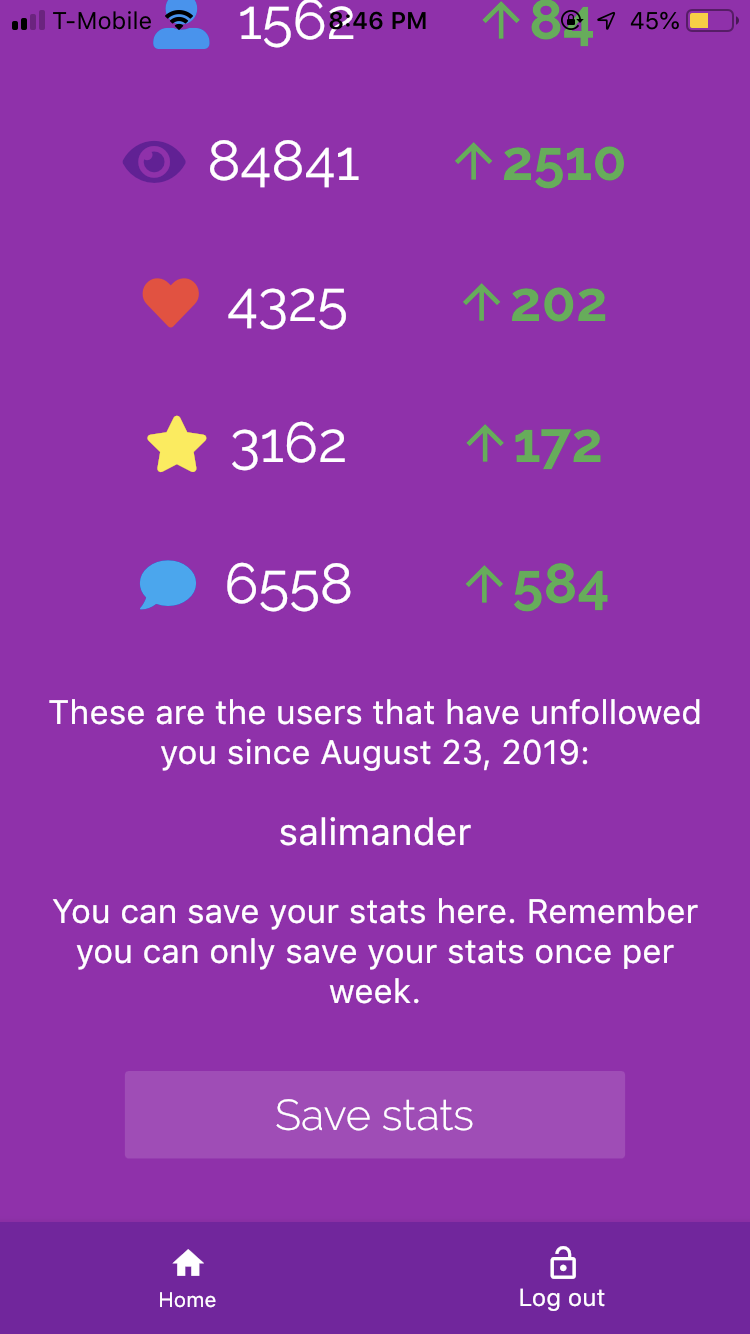 T-Mobile 8:46 PM 45%
1562 ↑ 84
84841 ↑ 2510
4325 ↑ 202
3162 ↑ 172
6558 ↑ 584
These are the users that have unfollowed
you since August 23, 2019:
salimander
You can save your stats here. Remember
you can only save your stats once per
week.
Save stats
Home Log out